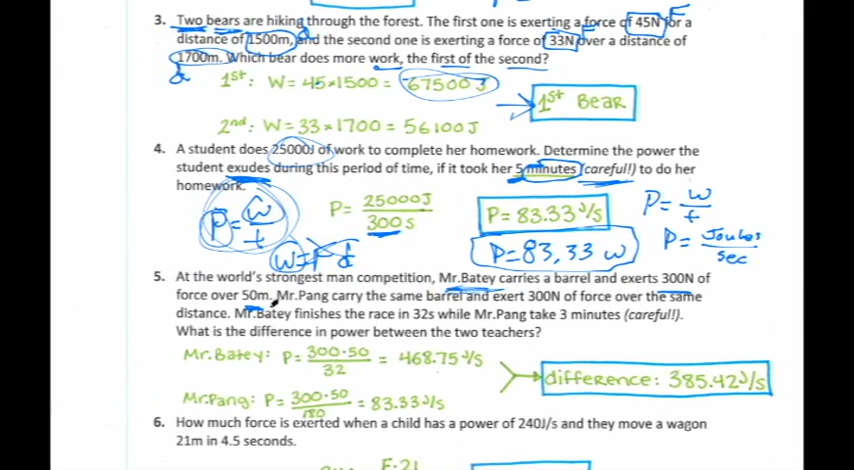 3. Two bears are hiking through the forest. The first one is exerting a force of 45N for a F
distance of 1500m, and the second one is exerting a force of 33N over a distance of F
1700m. Which bear does more work, the first of the second?
d 1st: W= 45×1500 = 67500 J
1st BEAR
2nd: W= 33×1700 = 56100J
4. A student does 25000J of work to complete her homework. Determine the power the
student exudes during this period of time, if it took her 5 minutes (careful!) to do her
homework.
P= W/t P= 25000J/300s P= 83.33 J/s P= W/t
W=Fd P=83,33 W P= Joules/sec
5. At the world's strongest man competition, Mr.Batey carries a barrel and exerts 300N of
force over 50m. Mr.Pang carry the same barrel and exert 300N of force over the same
distance. Mr.Batey finishes the race in 32s while Mr.Pang take 3 minutes (careful!).
What is the difference in power between the two teachers?
Mr.Batey: P= 300·50/32 = 468.75 J/s
difference: 385.42 J/s
Mr.Pang: P= 300·50/180 = 83.33 J/s
6. How much force is exerted when a child has a power of 240J/s and they move a wagon
21m in 4.5 seconds.
F·21